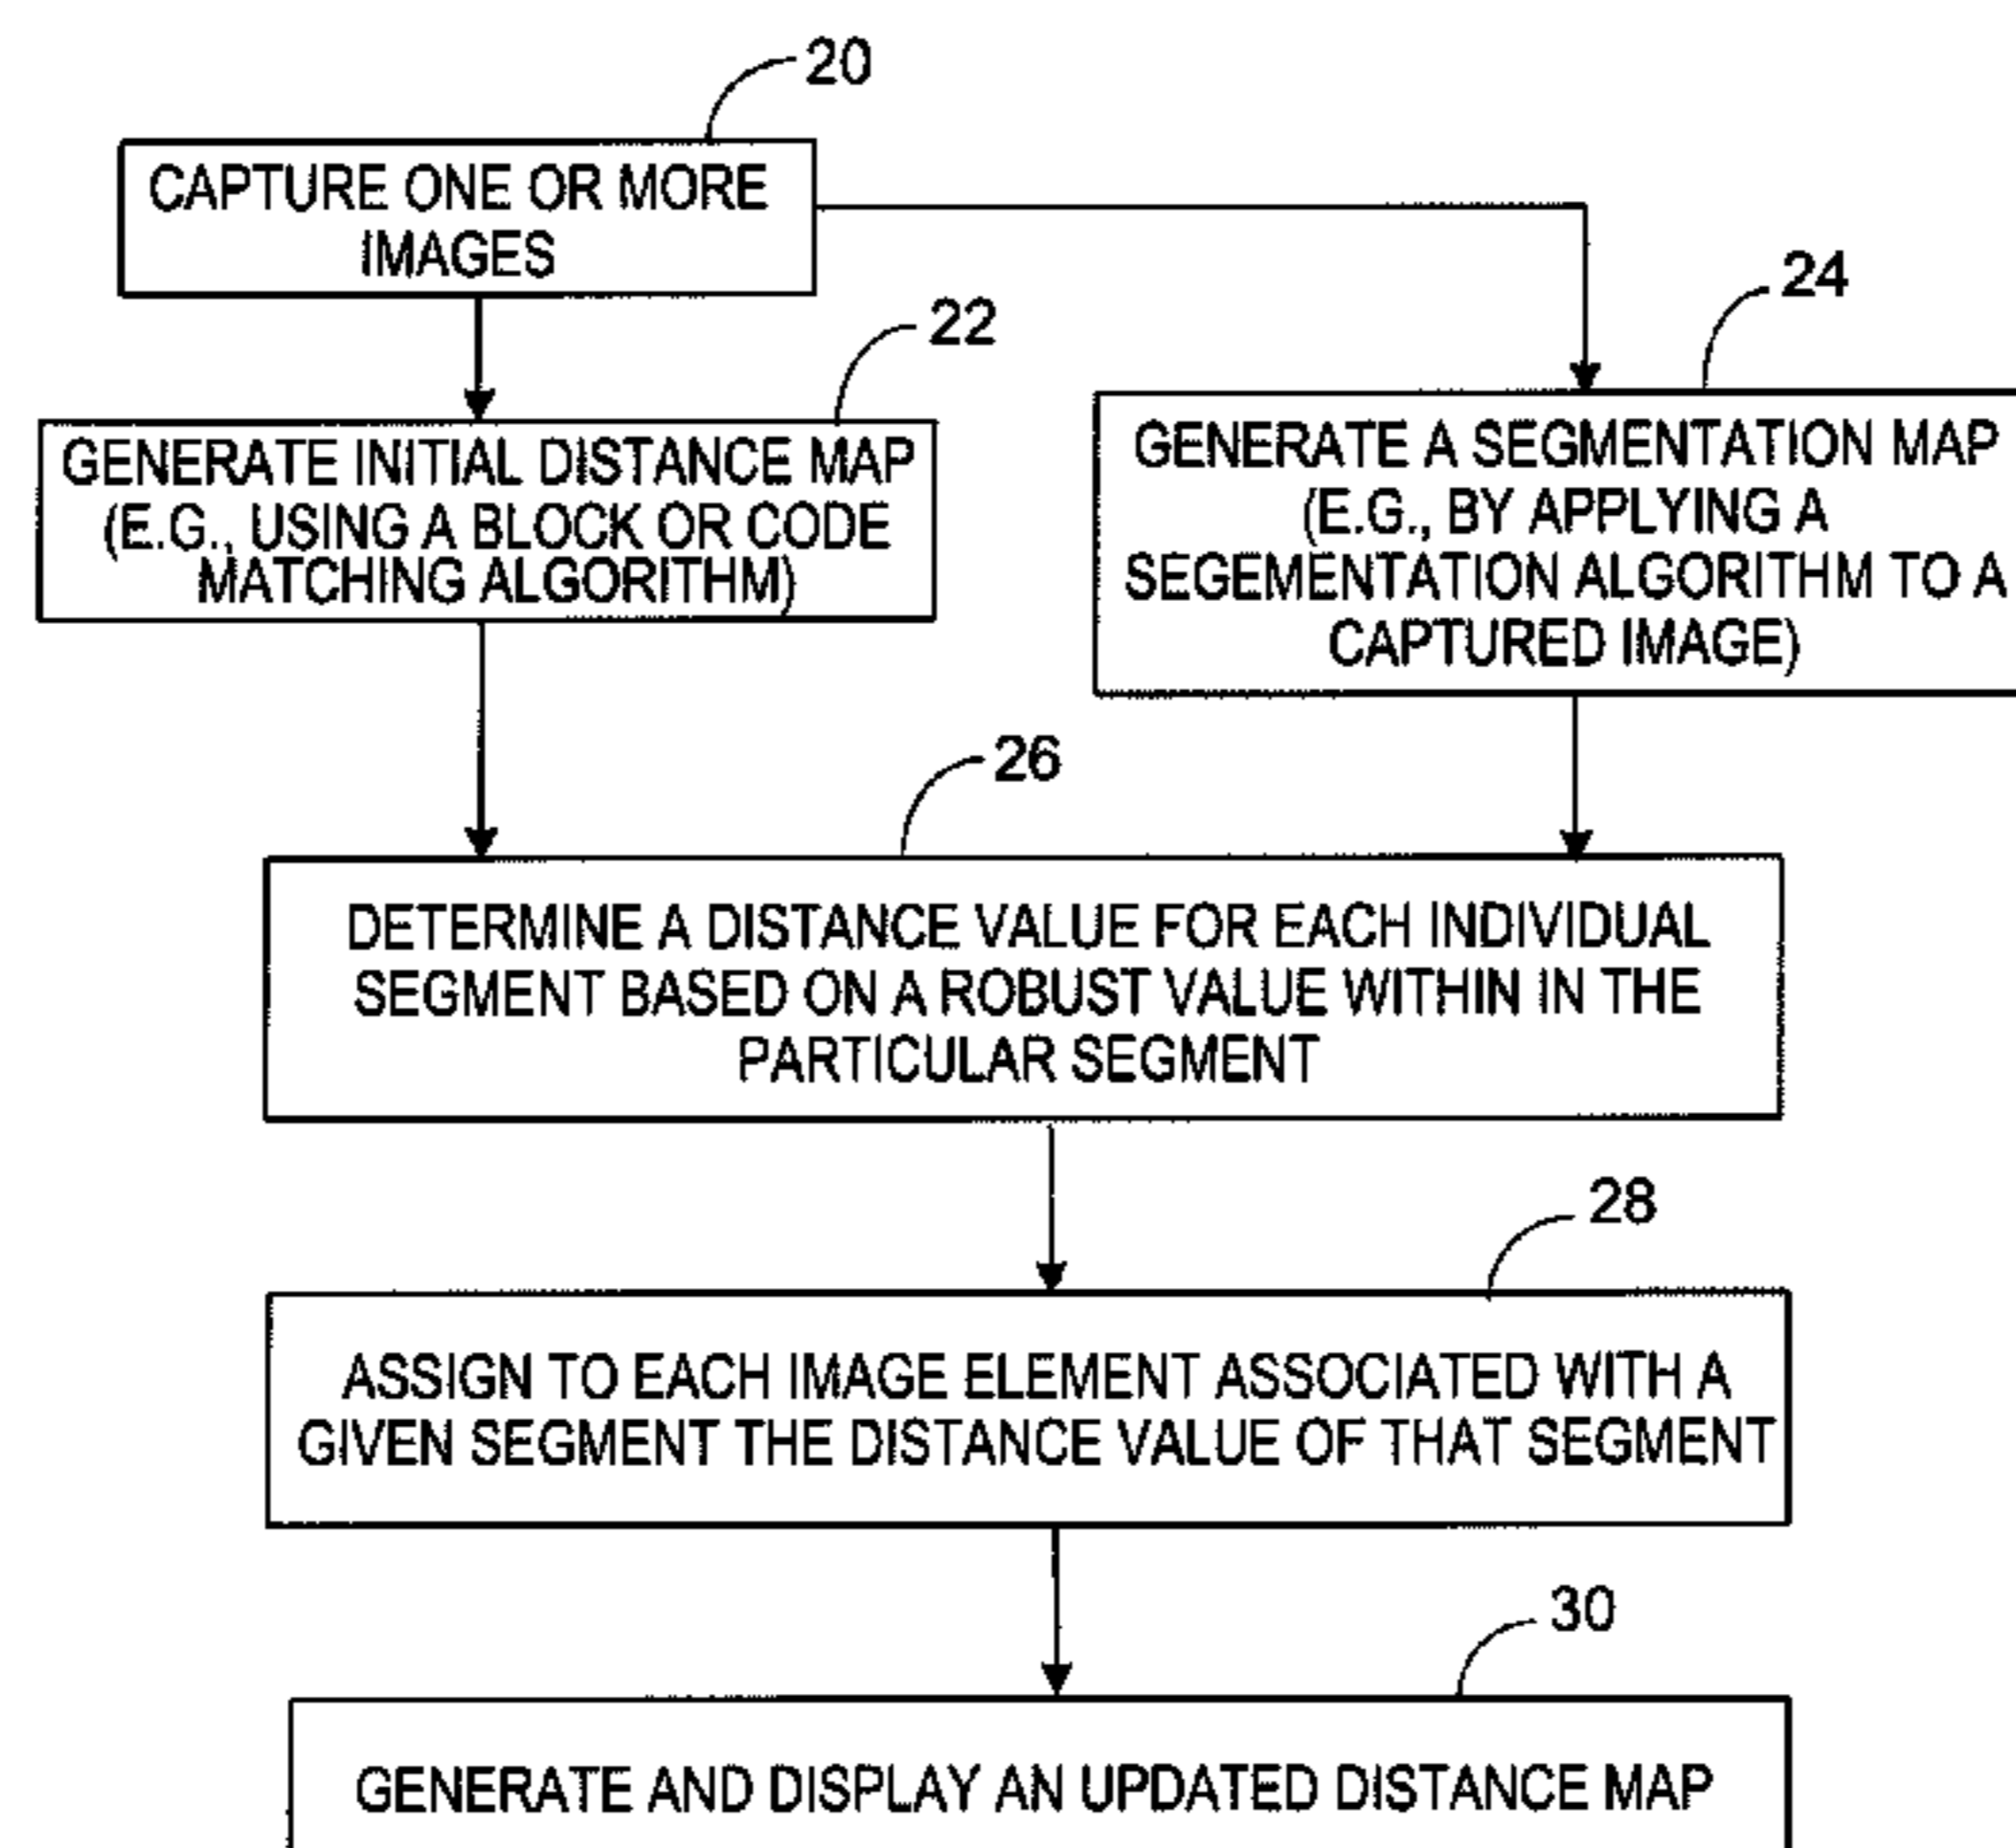 20
CAPTURE ONE OR MORE
IMAGES
22
GENERATE INITIAL DISTANCE MAP
(E.G., USING A BLOCK OR CODE
MATCHING ALGORITHM)
24
GENERATE A SEGMENTATION MAP
(E.G., BY APPLYING A
SEGEMENTATION ALGORITHM TO A
CAPTURED IMAGE)
26
DETERMINE A DISTANCE VALUE FOR EACH INDIVIDUAL
SEGMENT BASED ON A ROBUST VALUE WITHIN IN THE
PARTICULAR SEGMENT
28
ASSIGN TO EACH IMAGE ELEMENT ASSOCIATED WITH A
GIVEN SEGMENT THE DISTANCE VALUE OF THAT SEGMENT
30
GENERATE AND DISPLAY AN UPDATED DISTANCE MAP